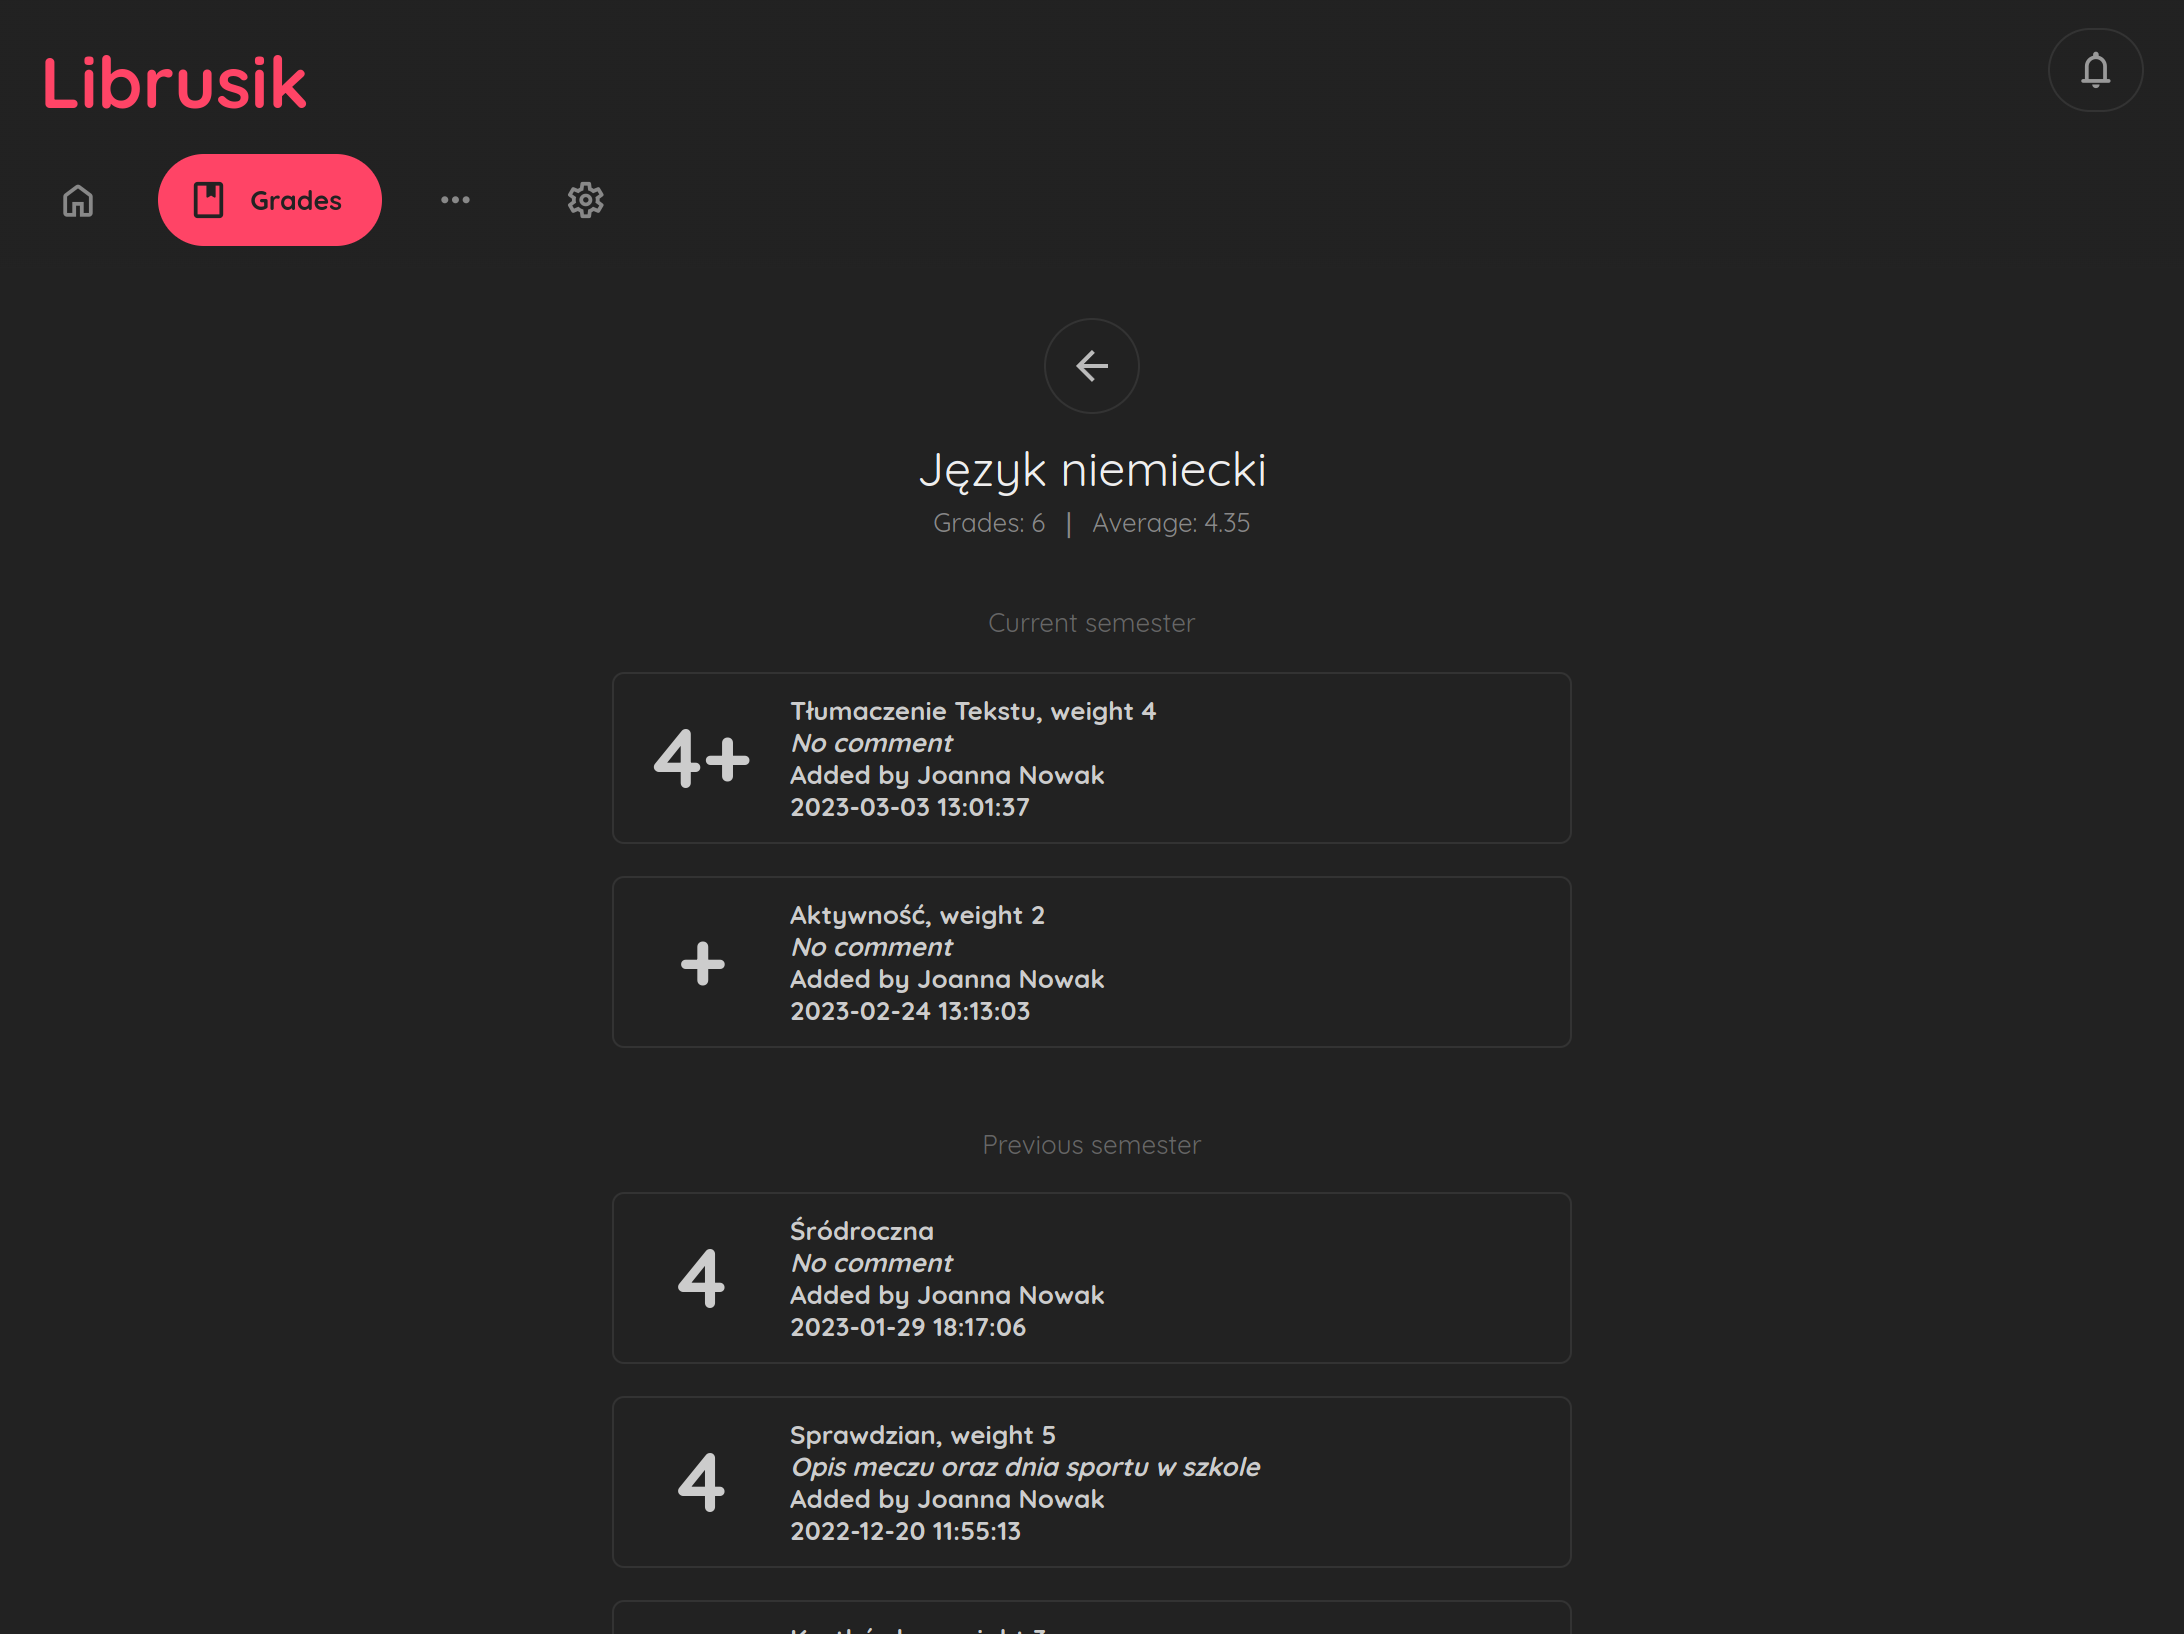 Librusik
Grades
Język niemiecki
Grades: 6 | Average: 4.35
Current semester
4+
Tłumaczenie Tekstu, weight 4
No comment
Added by Joanna Nowak
2023-03-03 13:01:37
+
Aktywność, weight 2
No comment
Added by Joanna Nowak
2023-02-24 13:13:03
Previous semester
4
Śródroczna
No comment
Added by Joanna Nowak
2023-01-29 18:17:06
4
Sprawdzian, weight 5
Opis meczu oraz dnia sportu w szkole
Added by Joanna Nowak
2022-12-20 11:55:13